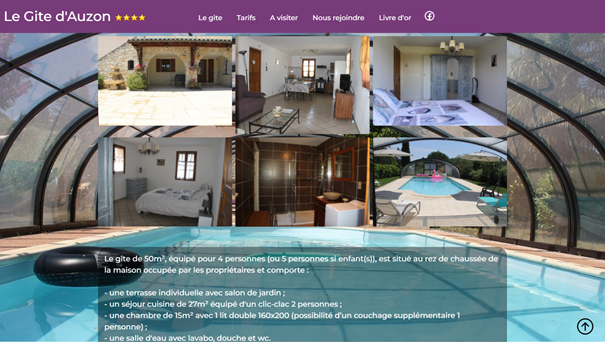 Le Gite d'Auzon
Le gite Tarifs A visiter Nous rejoindre Livre d'or
Le gîte de 50m², équipé pour 4 personnes (ou 5 personnes si enfant(s)), est situé au rez de chaussée de
la maison occupée par les propriétaires et comporte :
- une terrasse individuelle avec salon de jardin ;
- un séjour cuisine de 27m² équipé d'un clic-clac 2 personnes ;
- une chambre de 15m² avec 1 lit double 160x200 (possibilité d'un couchage supplémentaire 1
personne) ;
- une salle d'eau avec lavabo, douche et wc.